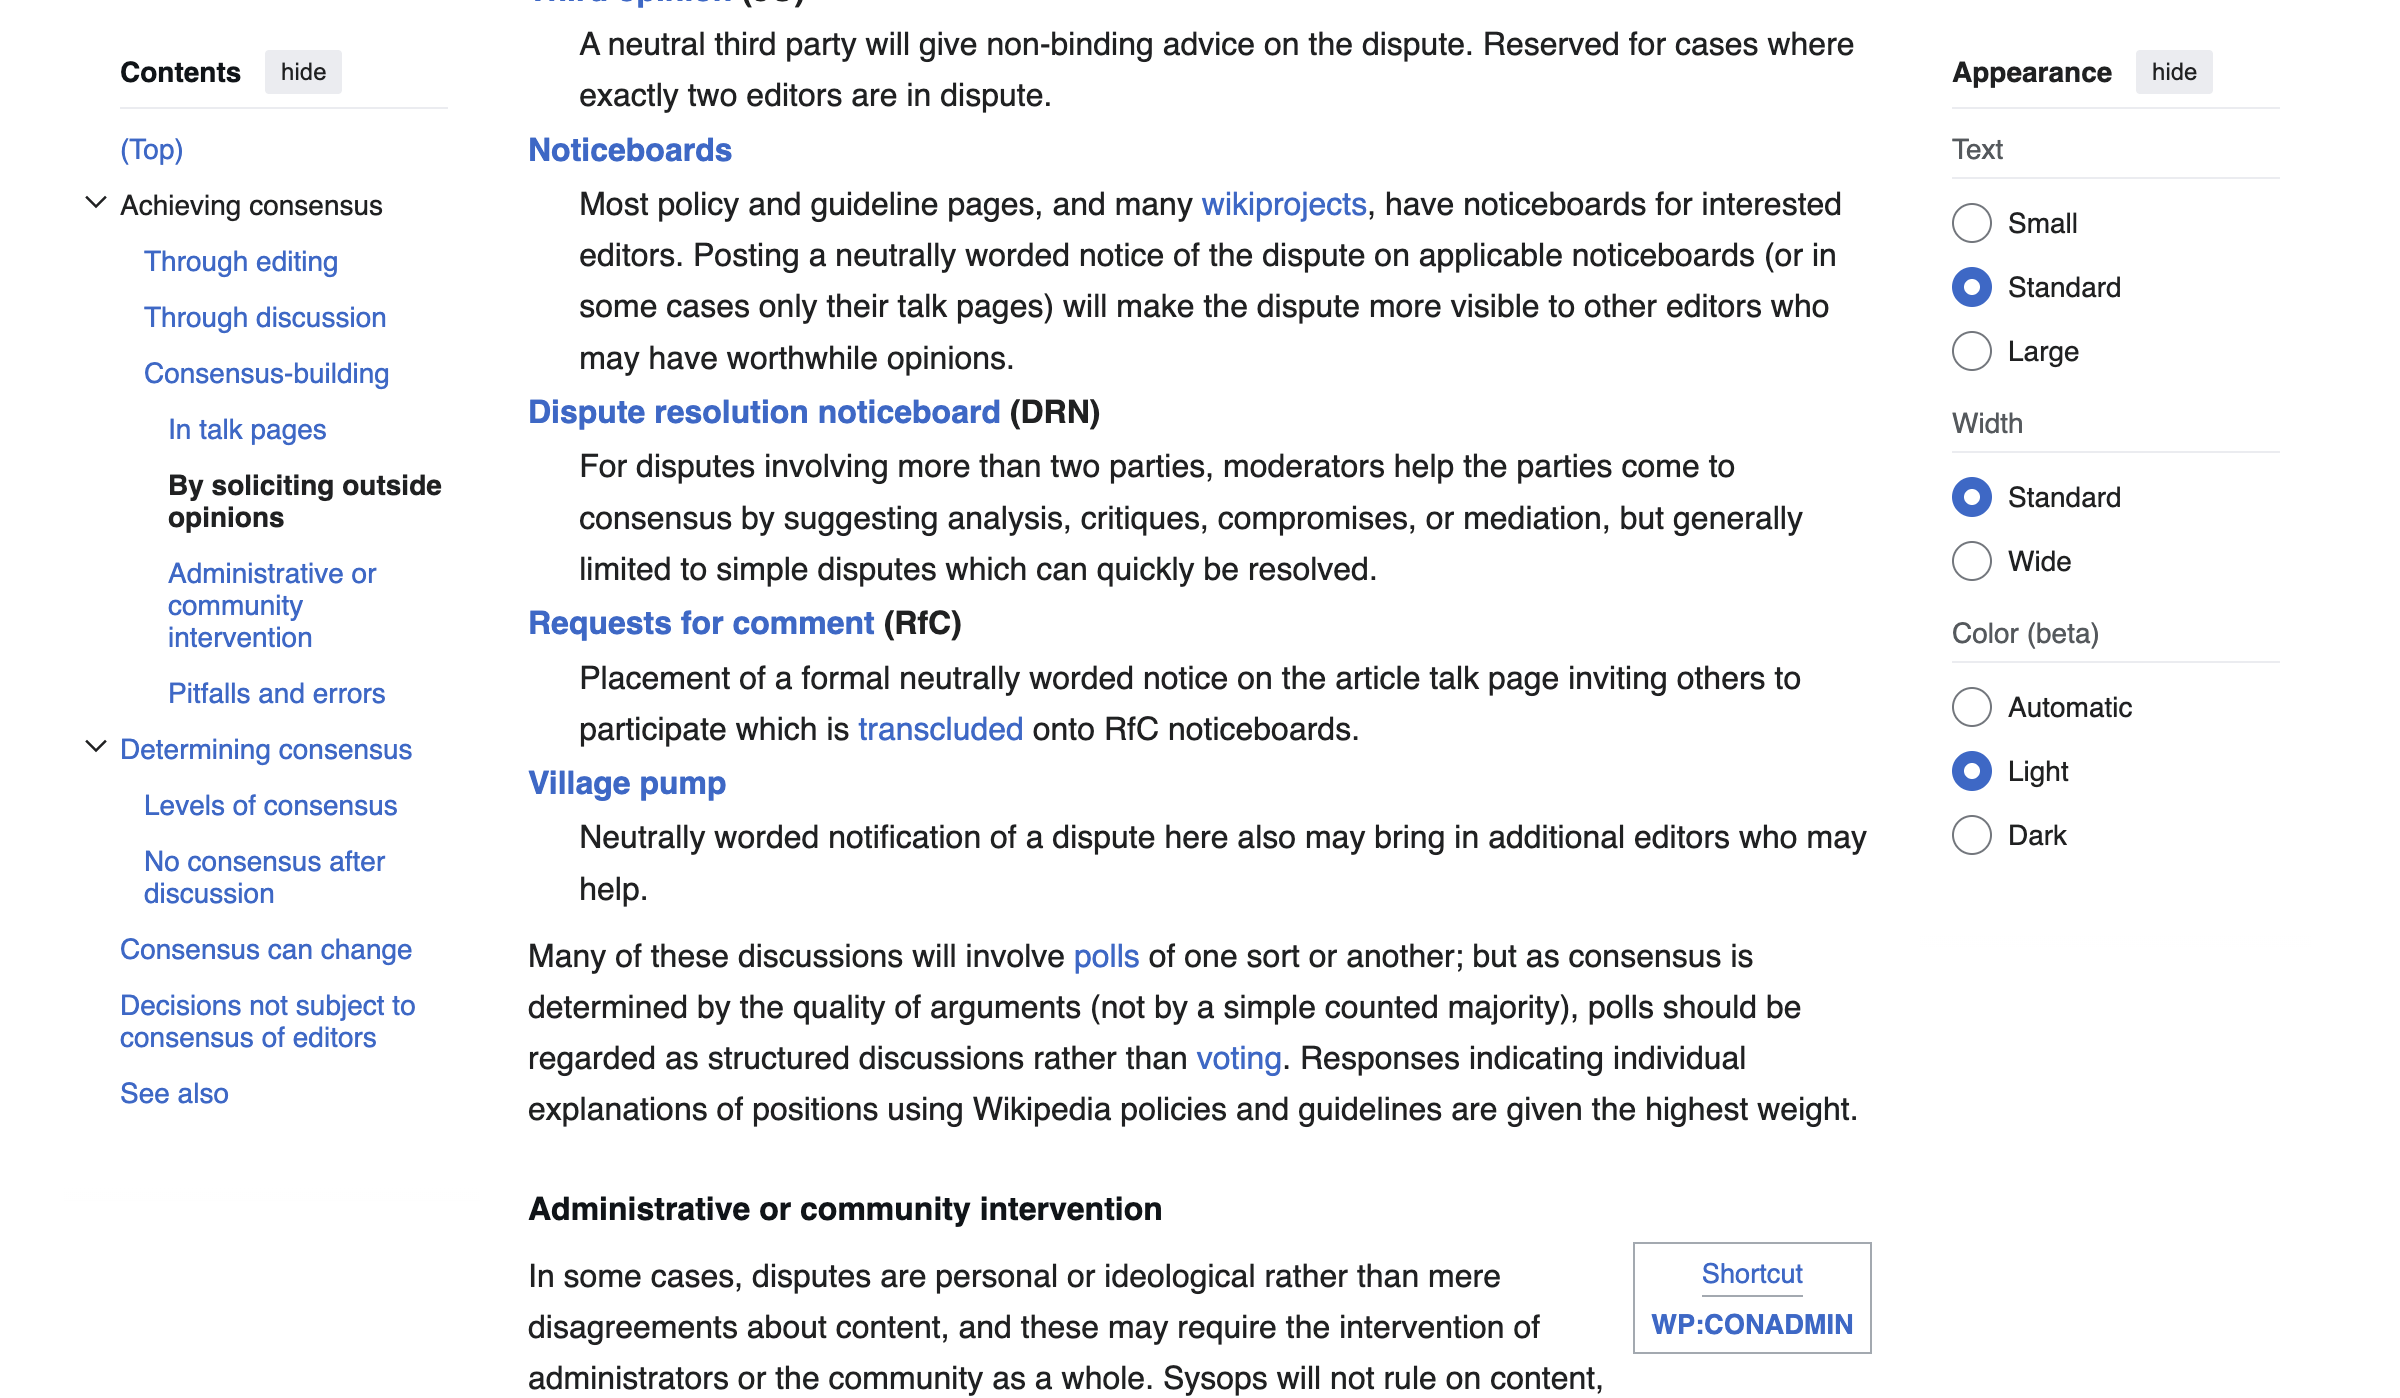 Contents hide
(Top)
Achieving consensus
Through editing
Through discussion
Consensus-building
In talk pages
By soliciting outside
opinions
Administrative or
community
intervention
Pitfalls and errors
Determining consensus
Levels of consensus
No consensus after
discussion
Consensus can change
Decisions not subject to
consensus of editors
See also
A neutral third party will give non-binding advice on the dispute. Reserved for cases where
exactly two editors are in dispute.
Noticeboards
Most policy and guideline pages, and many wikiprojects, have noticeboards for interested
editors. Posting a neutrally worded notice of the dispute on applicable noticeboards (or in
some cases only their talk pages) will make the dispute more visible to other editors who
may have worthwhile opinions.
Dispute resolution noticeboard (DRN)
For disputes involving more than two parties, moderators help the parties come to
consensus by suggesting analysis, critiques, compromises, or mediation, but generally
limited to simple disputes which can quickly be resolved.
Requests for comment (RfC)
Placement of a formal neutrally worded notice on the article talk page inviting others to
participate which is transcluded onto RfC noticeboards.
Village pump
Neutrally worded notification of a dispute here also may bring in additional editors who may
help.
Many of these discussions will involve polls of one sort or another; but as consensus is
determined by the quality of arguments (not by a simple counted majority), polls should be
regarded as structured discussions rather than voting. Responses indicating individual
explanations of positions using Wikipedia policies and guidelines are given the highest weight.
Administrative or community intervention
In some cases, disputes are personal or ideological rather than mere
disagreements about content, and these may require the intervention of
administrators or the community as a whole. Sysops will not rule on content,
Shortcut
WP:CONADMIN
Appearance hide
Text
Small
Standard
Large
Width
Standard
Wide
Color (beta)
Automatic
Light
Dark